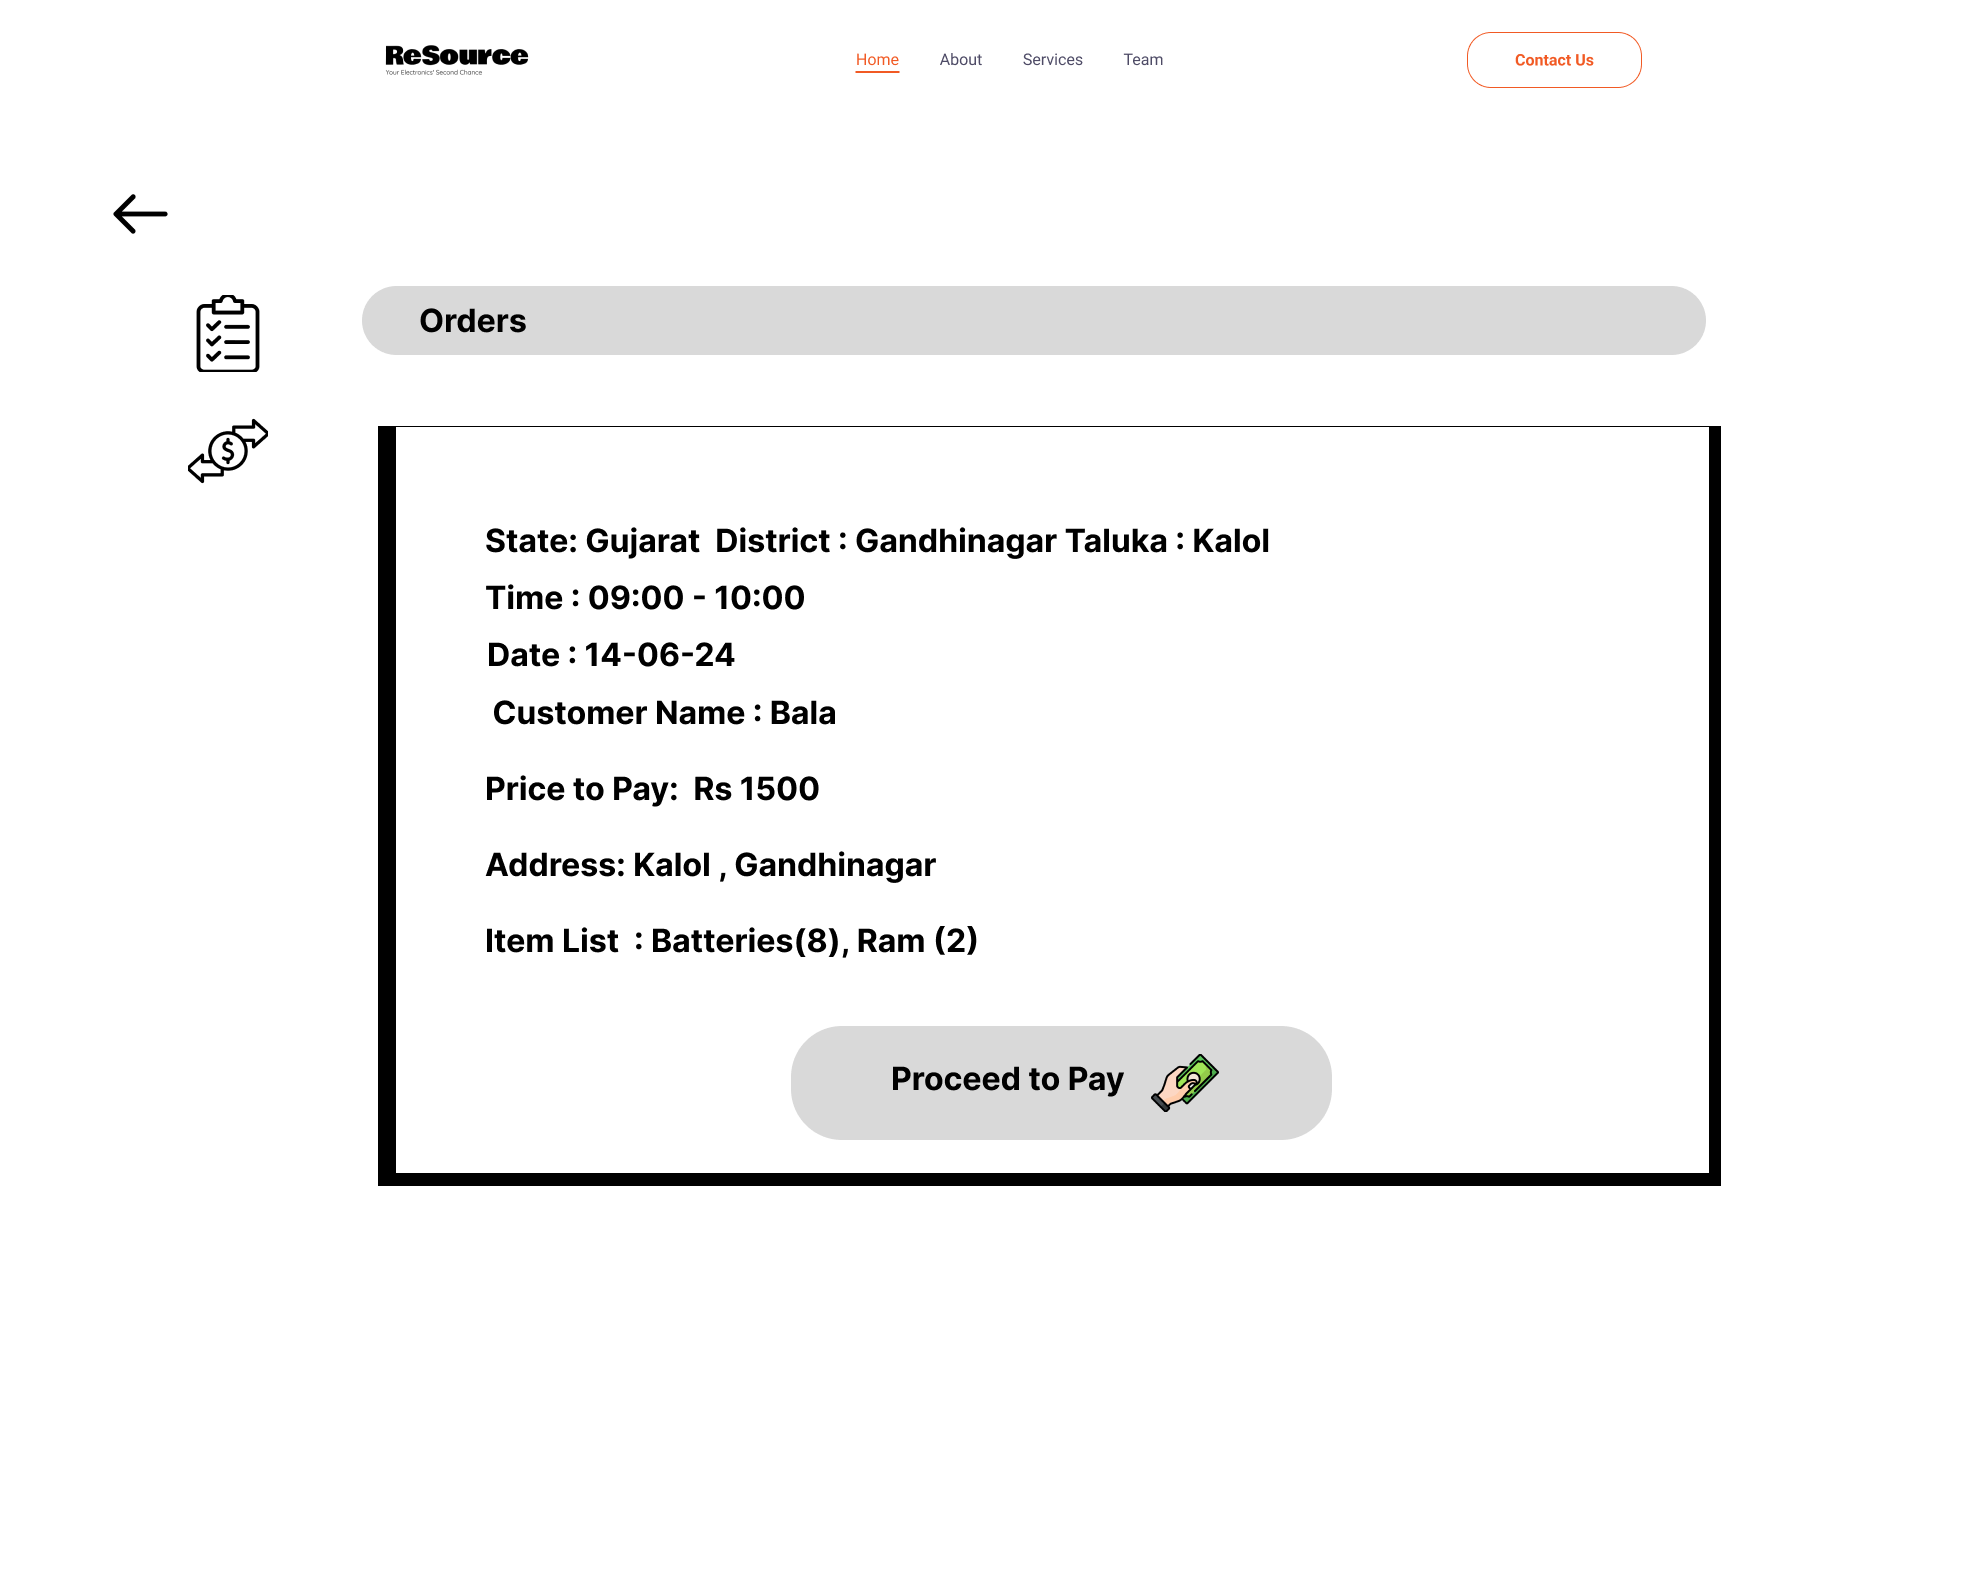 ReSource
Your Electronics' Second Chance
Home About Services Team
Contact Us
Orders
$
State: Gujarat  District : Gandhinagar Taluka : Kalol
Time : 09:00 - 10:00
Date : 14-06-24
Customer Name : Bala
Price to Pay:  Rs 1500
Address: Kalol , Gandhinagar
Item List  : Batteries(8), Ram (2)
Proceed to Pay